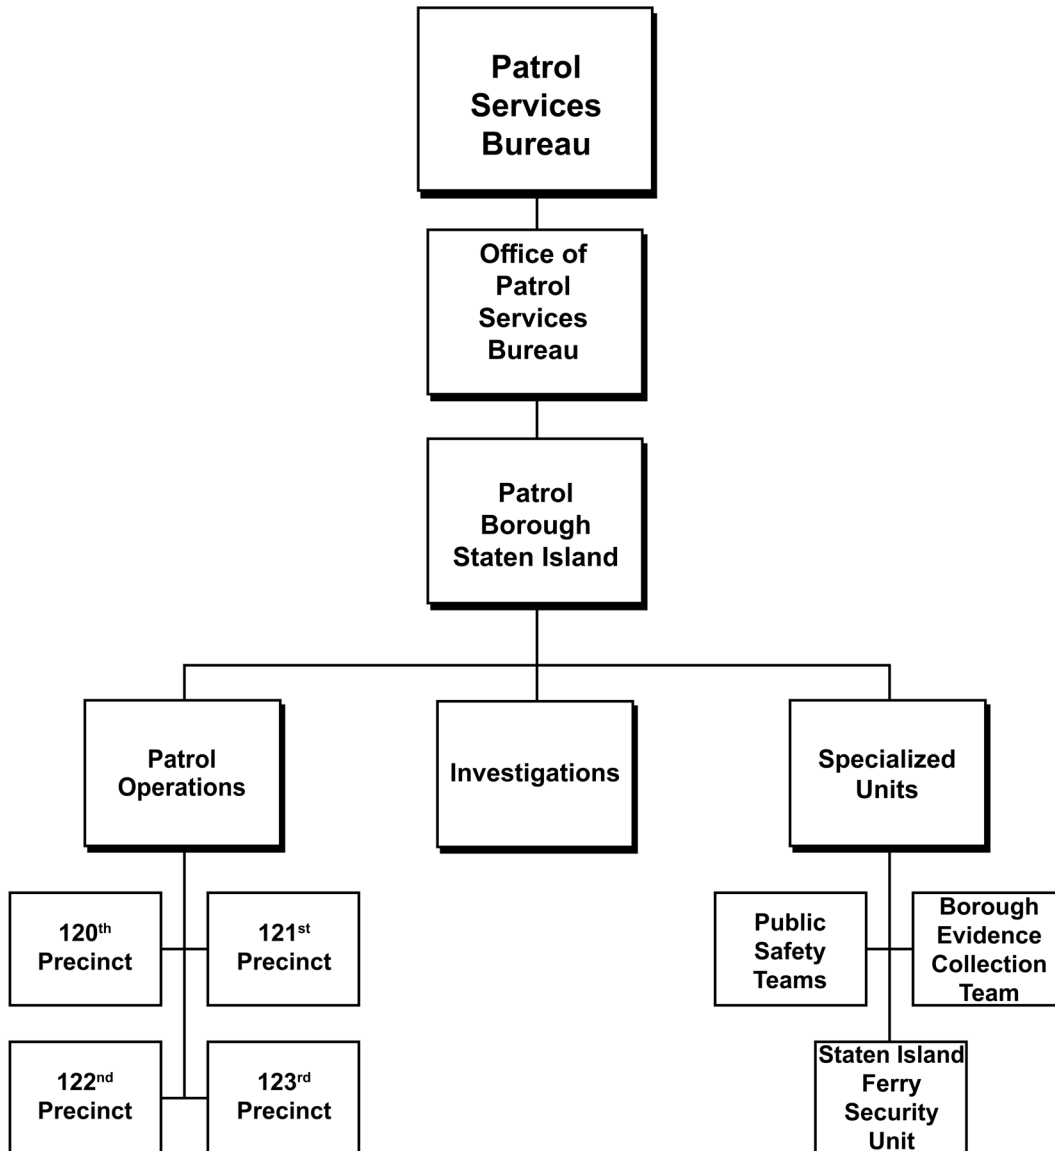 Patrol
Services
Bureau
Office of
Patrol
Services
Bureau
Patrol
Borough
Staten Island
Patrol
Operations
Investigations
Specialized
Units
120th
Precinct
121st
Precinct
Public
Safety
Teams
Borough
Evidence
Collection
Team
122nd
Precinct
123rd
Precinct
Staten Island
Ferry
Security
Unit